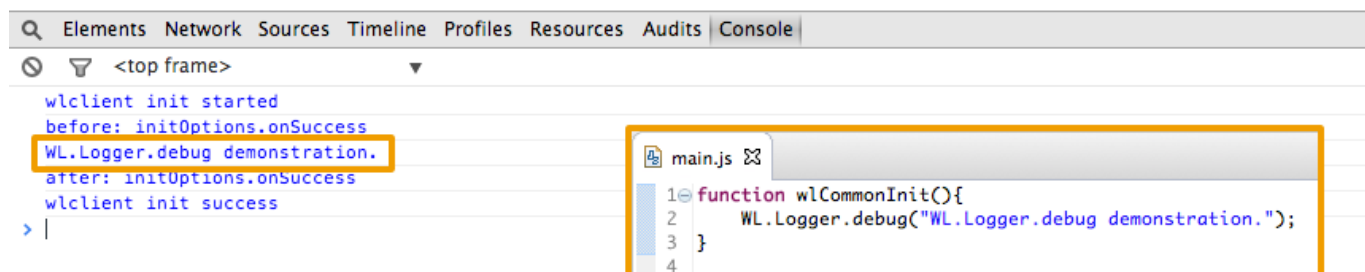 Elements Network Sources Timeline Profiles Resources Audits Console
<top frame>
wlclient init started
before: initOptions.onSuccess
WL.Logger.debug demonstration.
after: initOptions.onSuccess
wlclient init success
>
main.js
1 function wlCommonInit(){
2 WL.Logger.debug("WL.Logger.debug demonstration.");
3 }
4